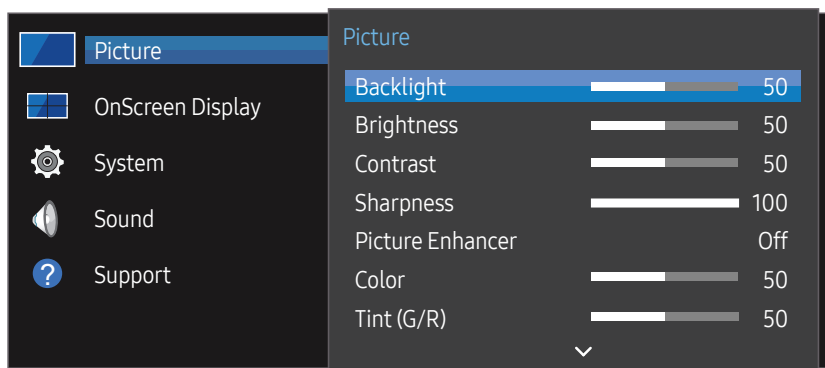 Picture
OnScreen Display
System
Sound
?
Support
Picture
Backlight 50
Brightness 50
Contrast 50
Sharpness 100
Picture Enhancer Off
Color 50
Tint (G/R) 50